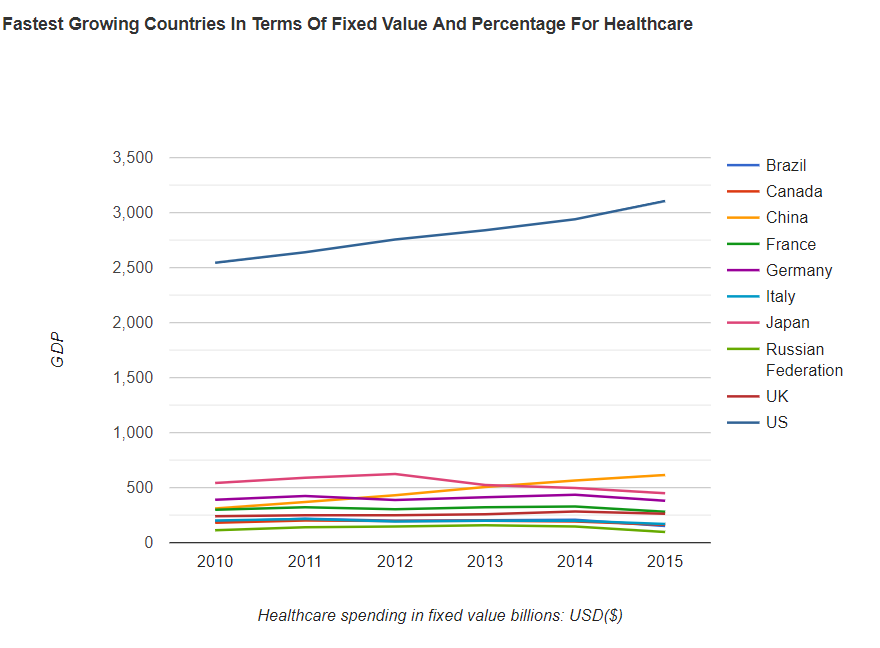 Fastest Growing Countries In Terms Of Fixed Value And Percentage For Healthcare
3,500
3,000
2,500
2,000
1,500
1,000
500
0
GDP
2010 2011 2012 2013 2014 2015
Healthcare spending in fixed value billions: USD($)
Brazil
Canada
China
France
Germany
Italy
Japan
Russian
Federation
UK
US